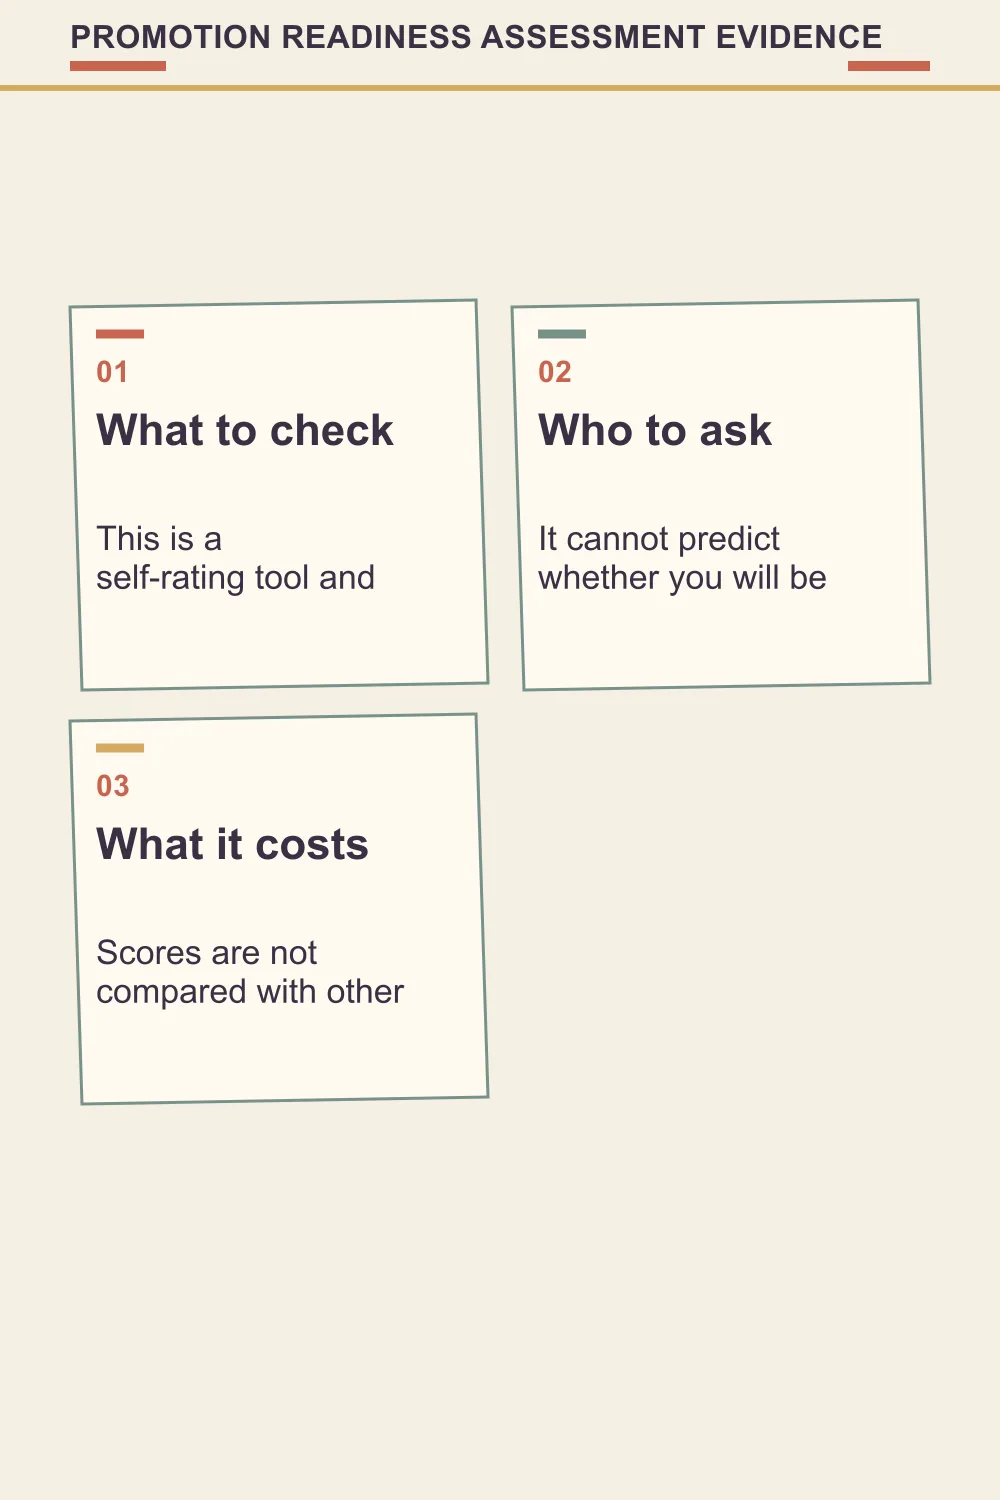 PROMOTION READINESS ASSESSMENT EVIDENCE
01
What to check
This is a
self-rating tool and
02
Who to ask
It cannot predict
whether you will be
03
What it costs
Scores are not
compared with other